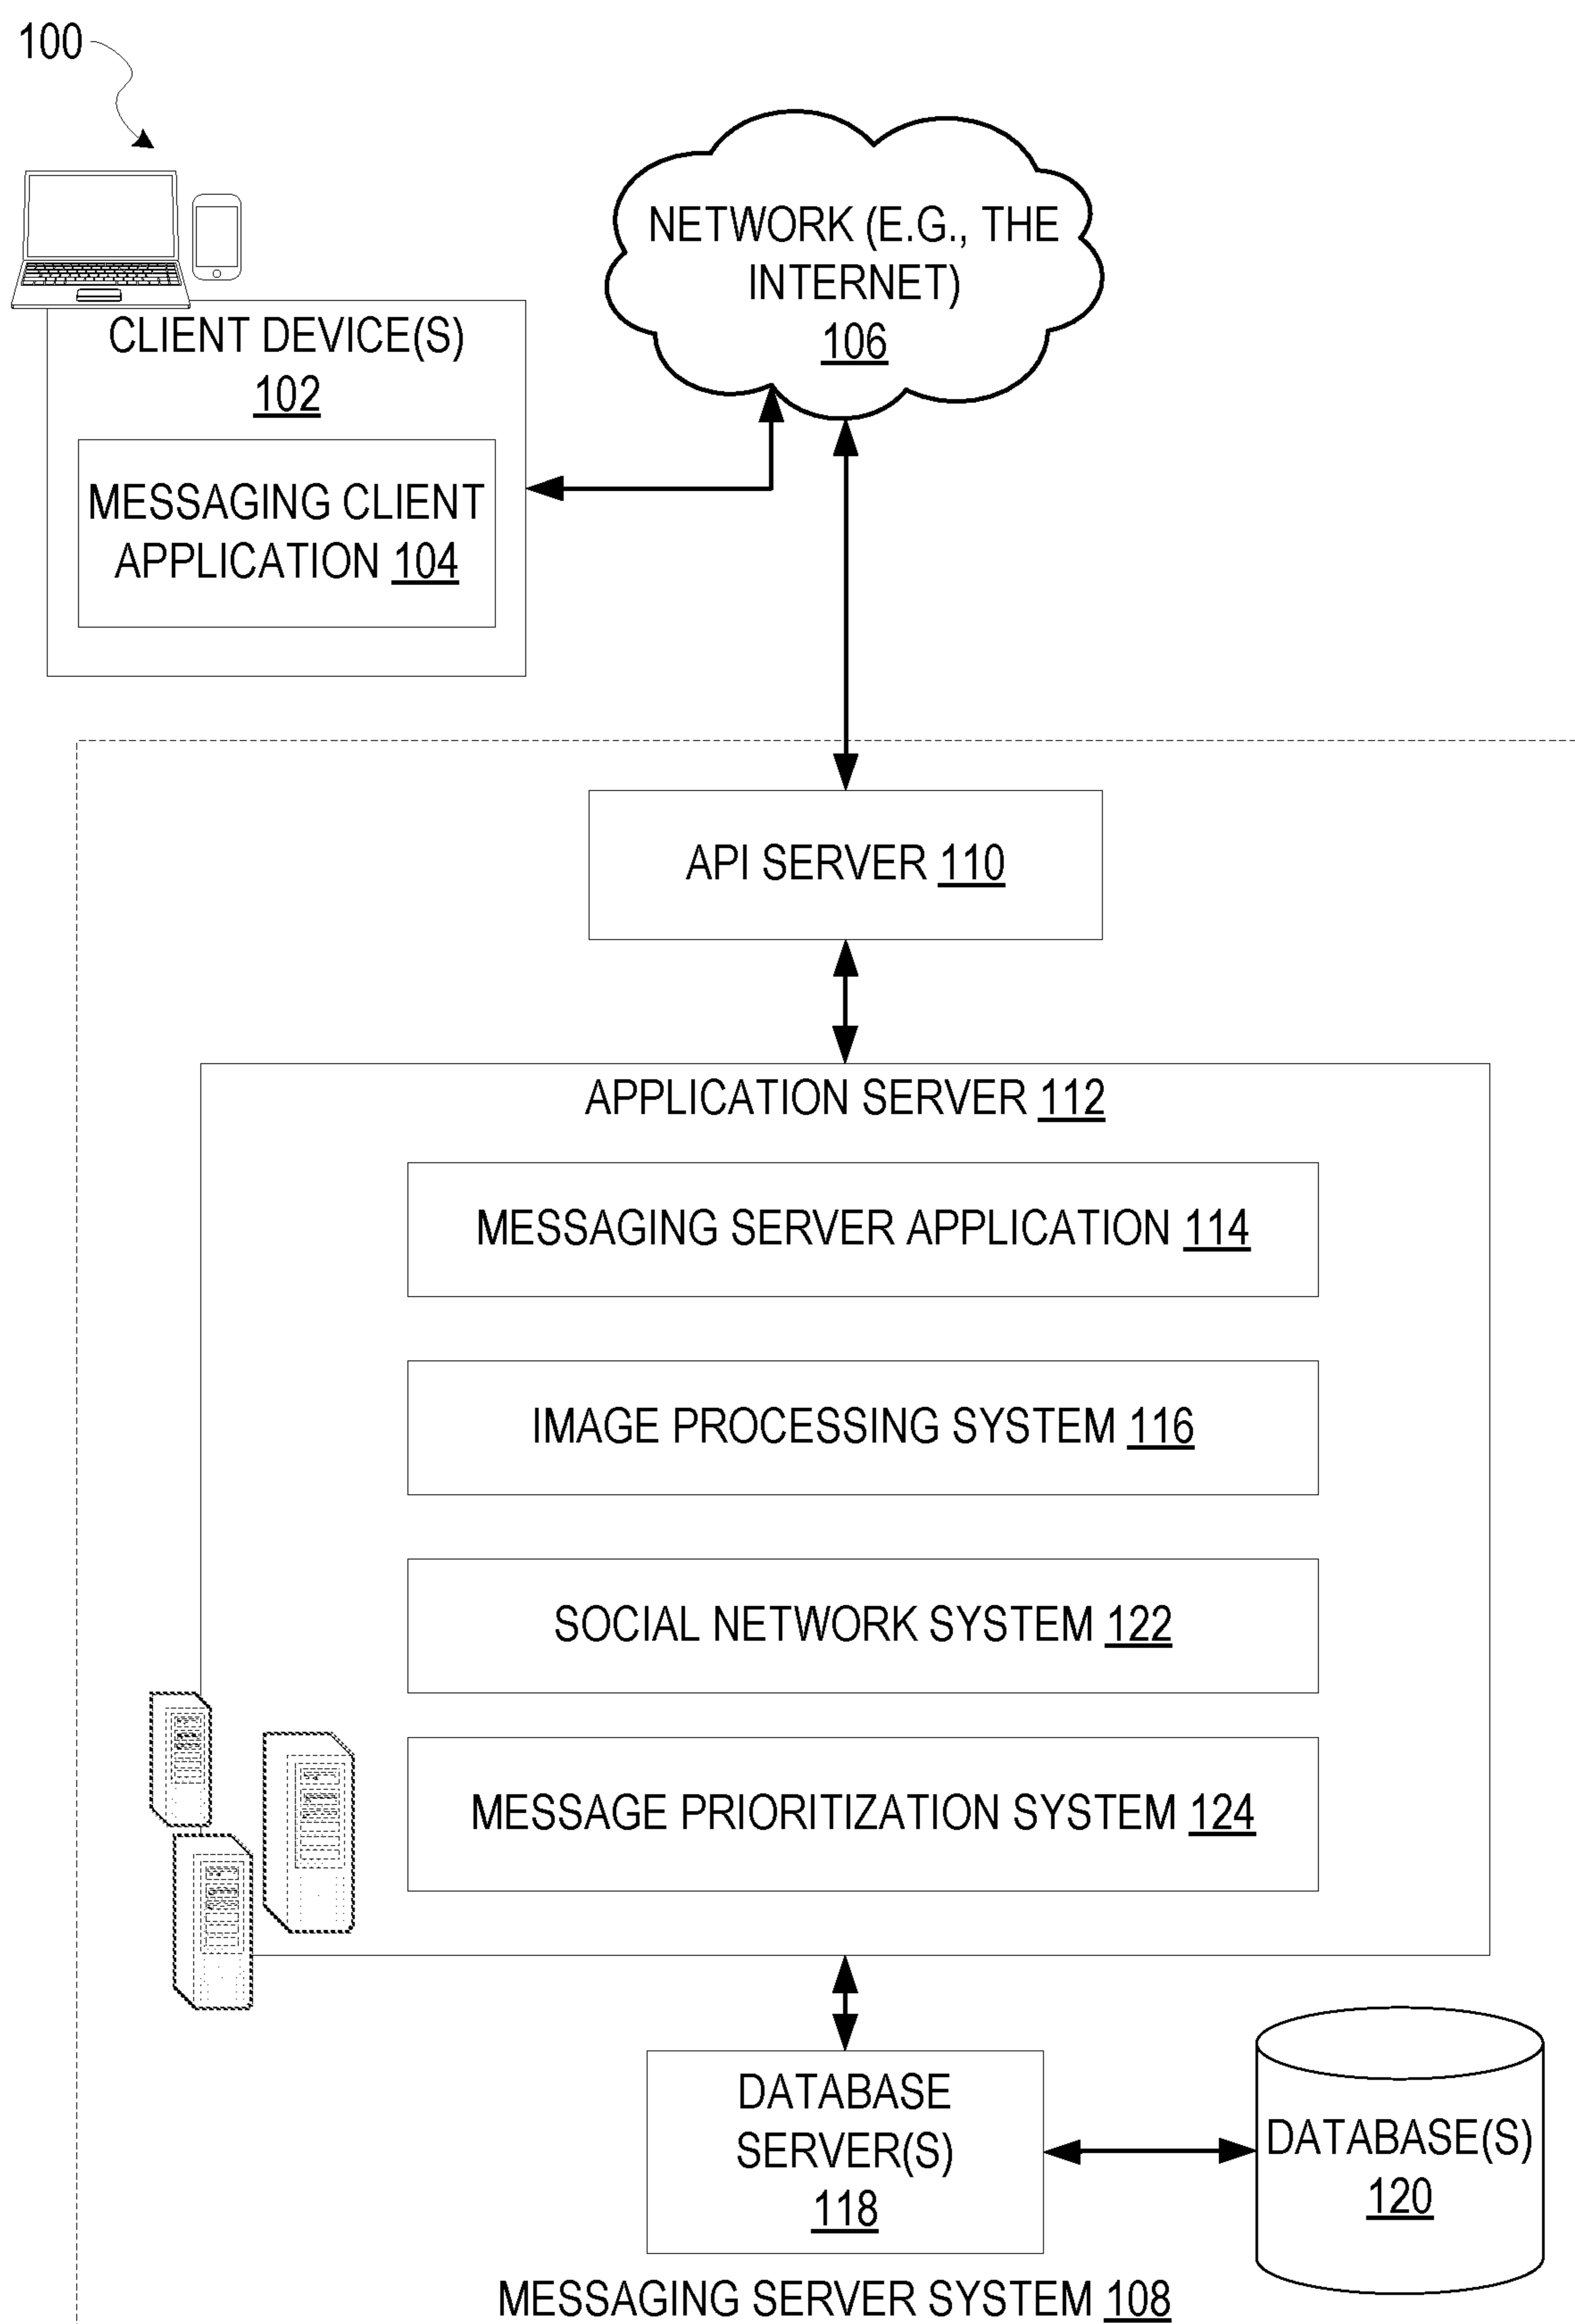 100
NETWORK (E.G., THE
INTERNET)
106
CLIENT DEVICE(S)
102
MESSAGING CLIENT
APPLICATION 104
API SERVER 110
APPLICATION SERVER 112
MESSAGING SERVER APPLICATION 114
IMAGE PROCESSING SYSTEM 116
SOCIAL NETWORK SYSTEM 122
MESSAGE PRIORITIZATION SYSTEM 124
DATABASE
SERVER(S)
118
DATABASE(S)
120
MESSAGING SERVER SYSTEM 108